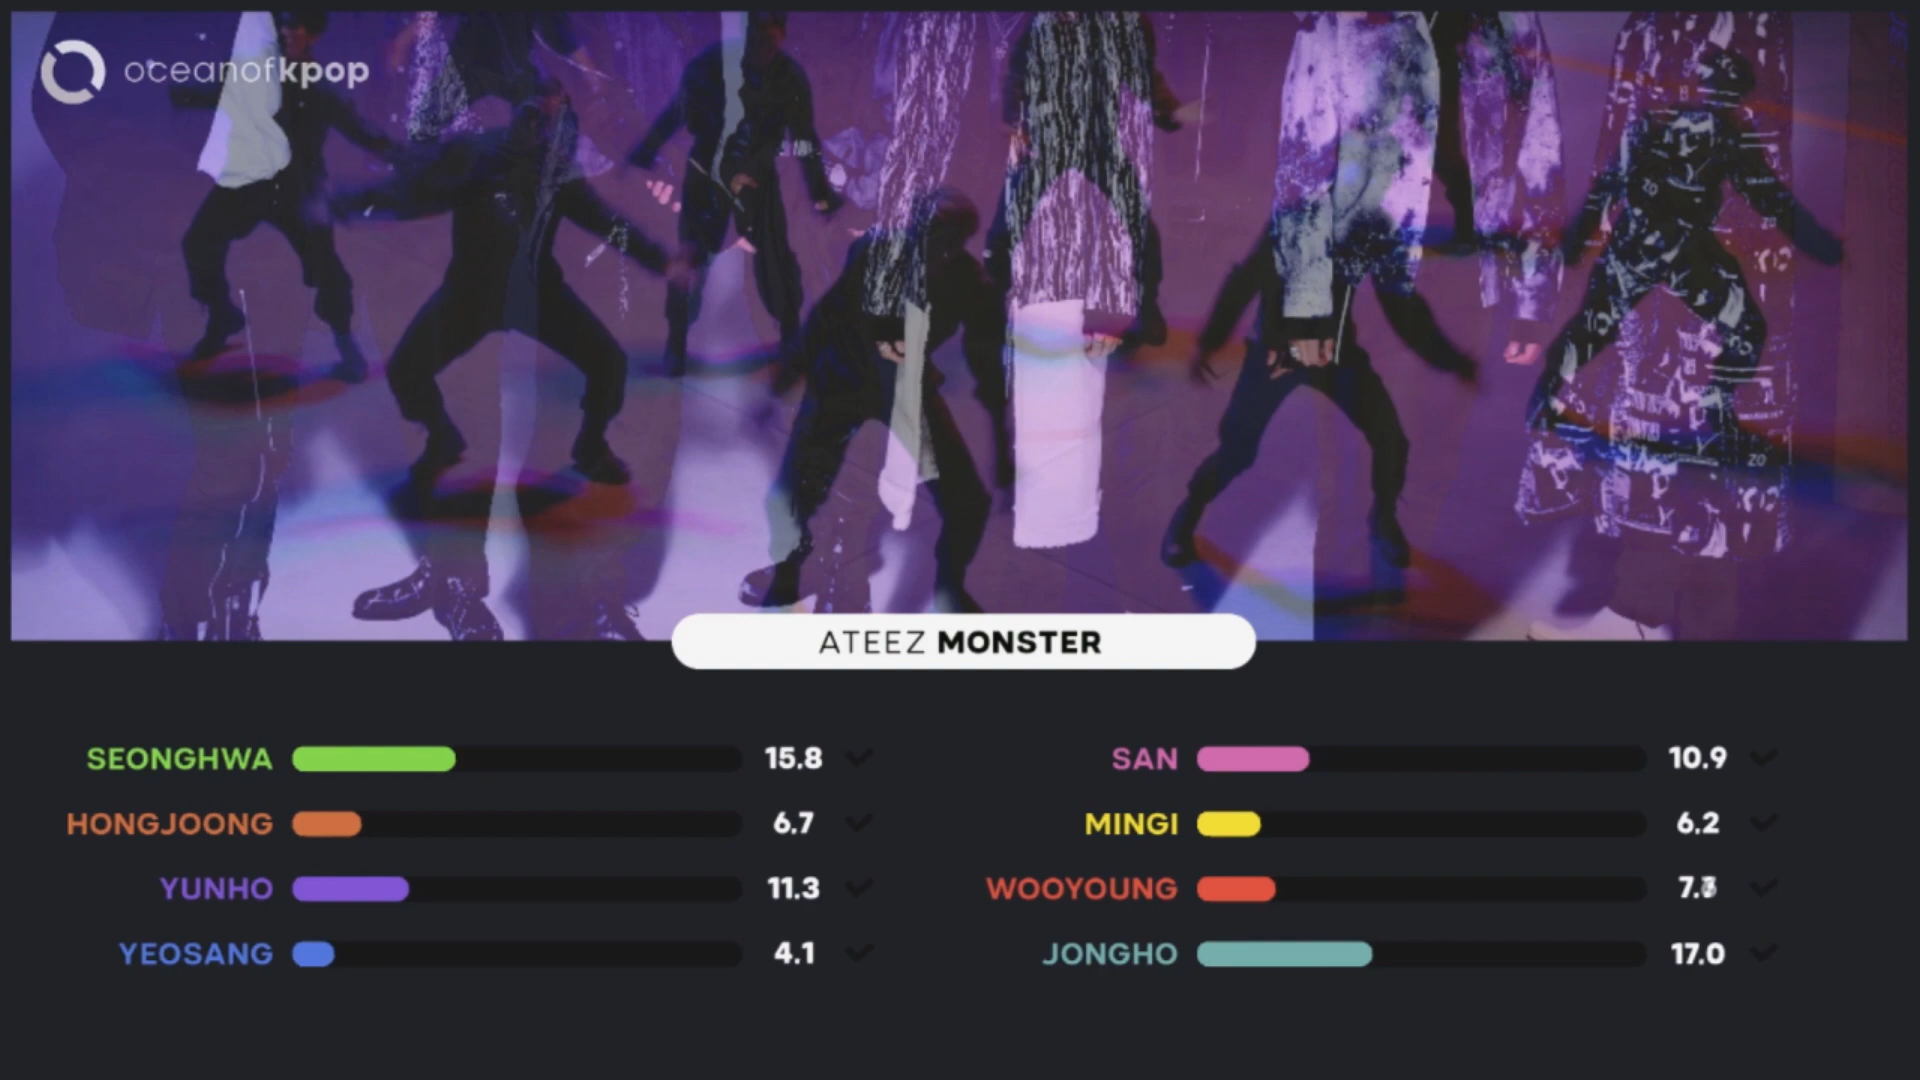 oceanofkpop
ATEEZ MONSTER
SEONGHWA 15.8
HONGJOONG 6.7
YUNHO 11.3
YEOSANG 4.1
SAN 10.9
MINGI 6.2
WOOYOUNG
JONGHO 17.0